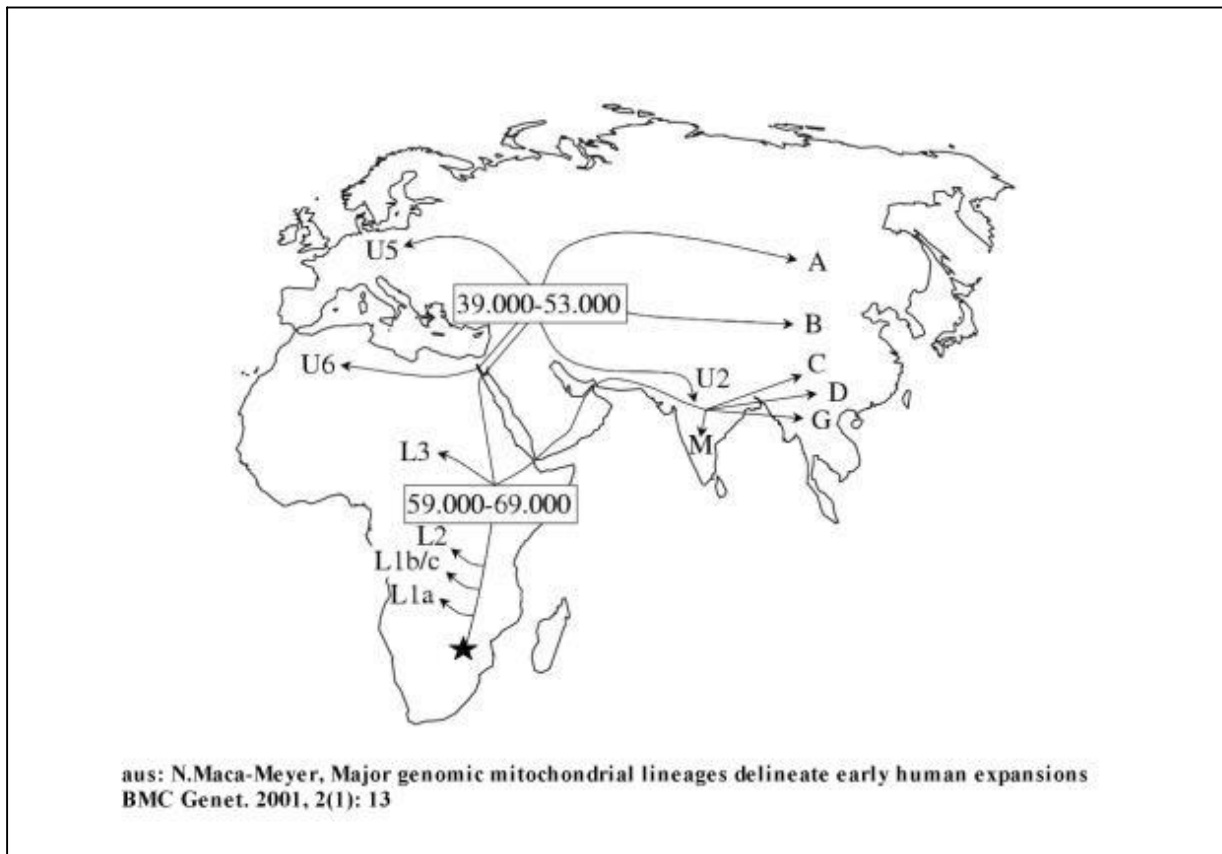 U5
A
39.000-53.000
B
U6
C
U2
D
G
M
L3
59.000-69.000
L2
L1b/c
L1a
aus: N.Maca-Meyer, Major genomic mitochondrial lineages delineate early human expansions
BMC Genet. 2001, 2(1): 13